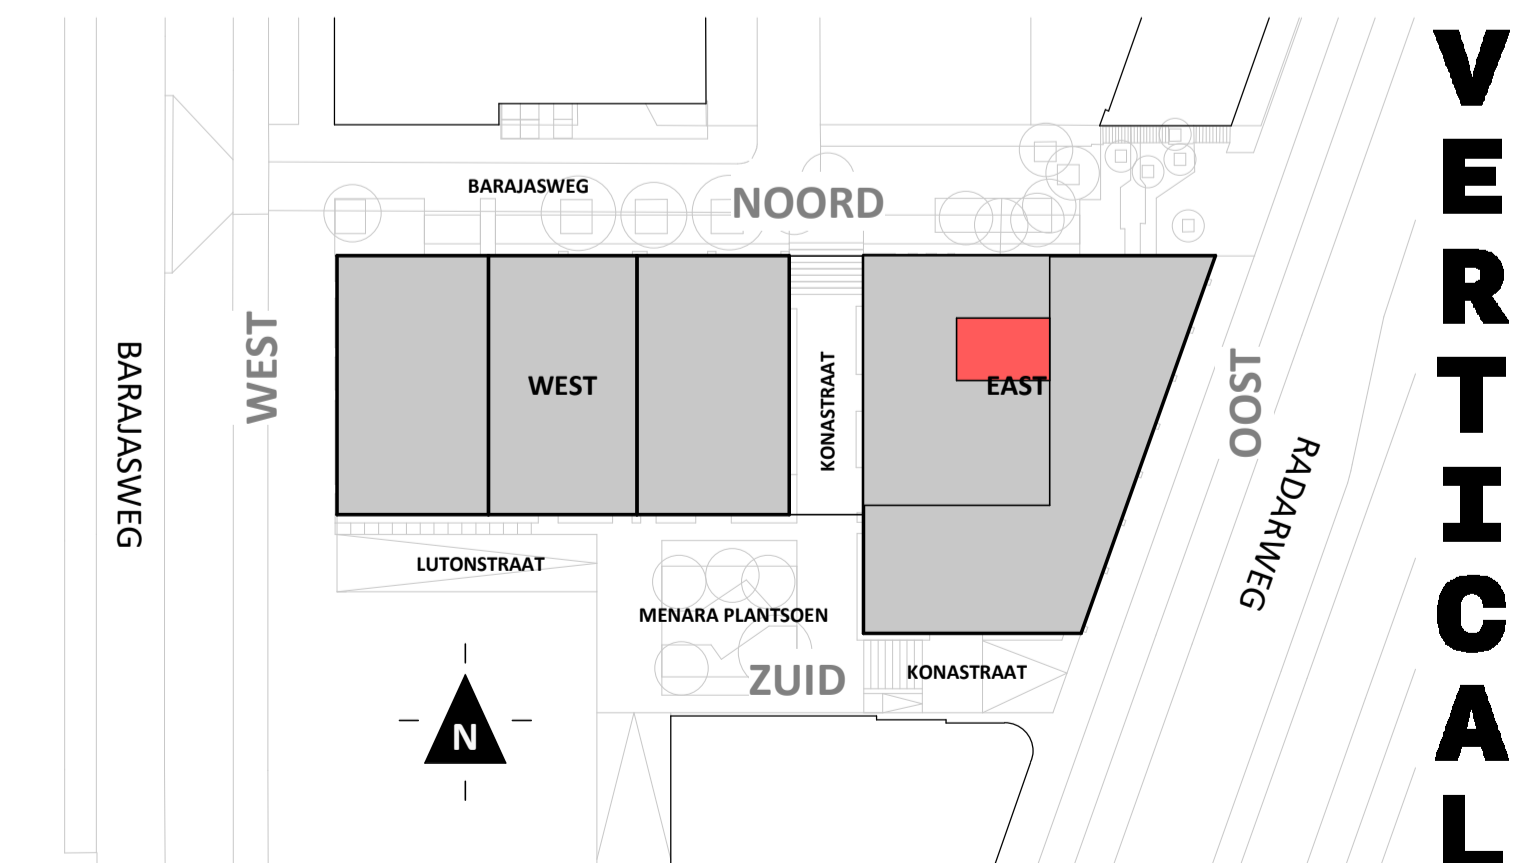 BARAJASWEG
NOORD
WEST
BARAJASWEG
WEST
KONASTRAAT
EAST
OOST
RADARWEG
LUTONSTRAAT
MENARA PLANTSOEN
ZUID
KONASTRAAT
N
VERTICAL